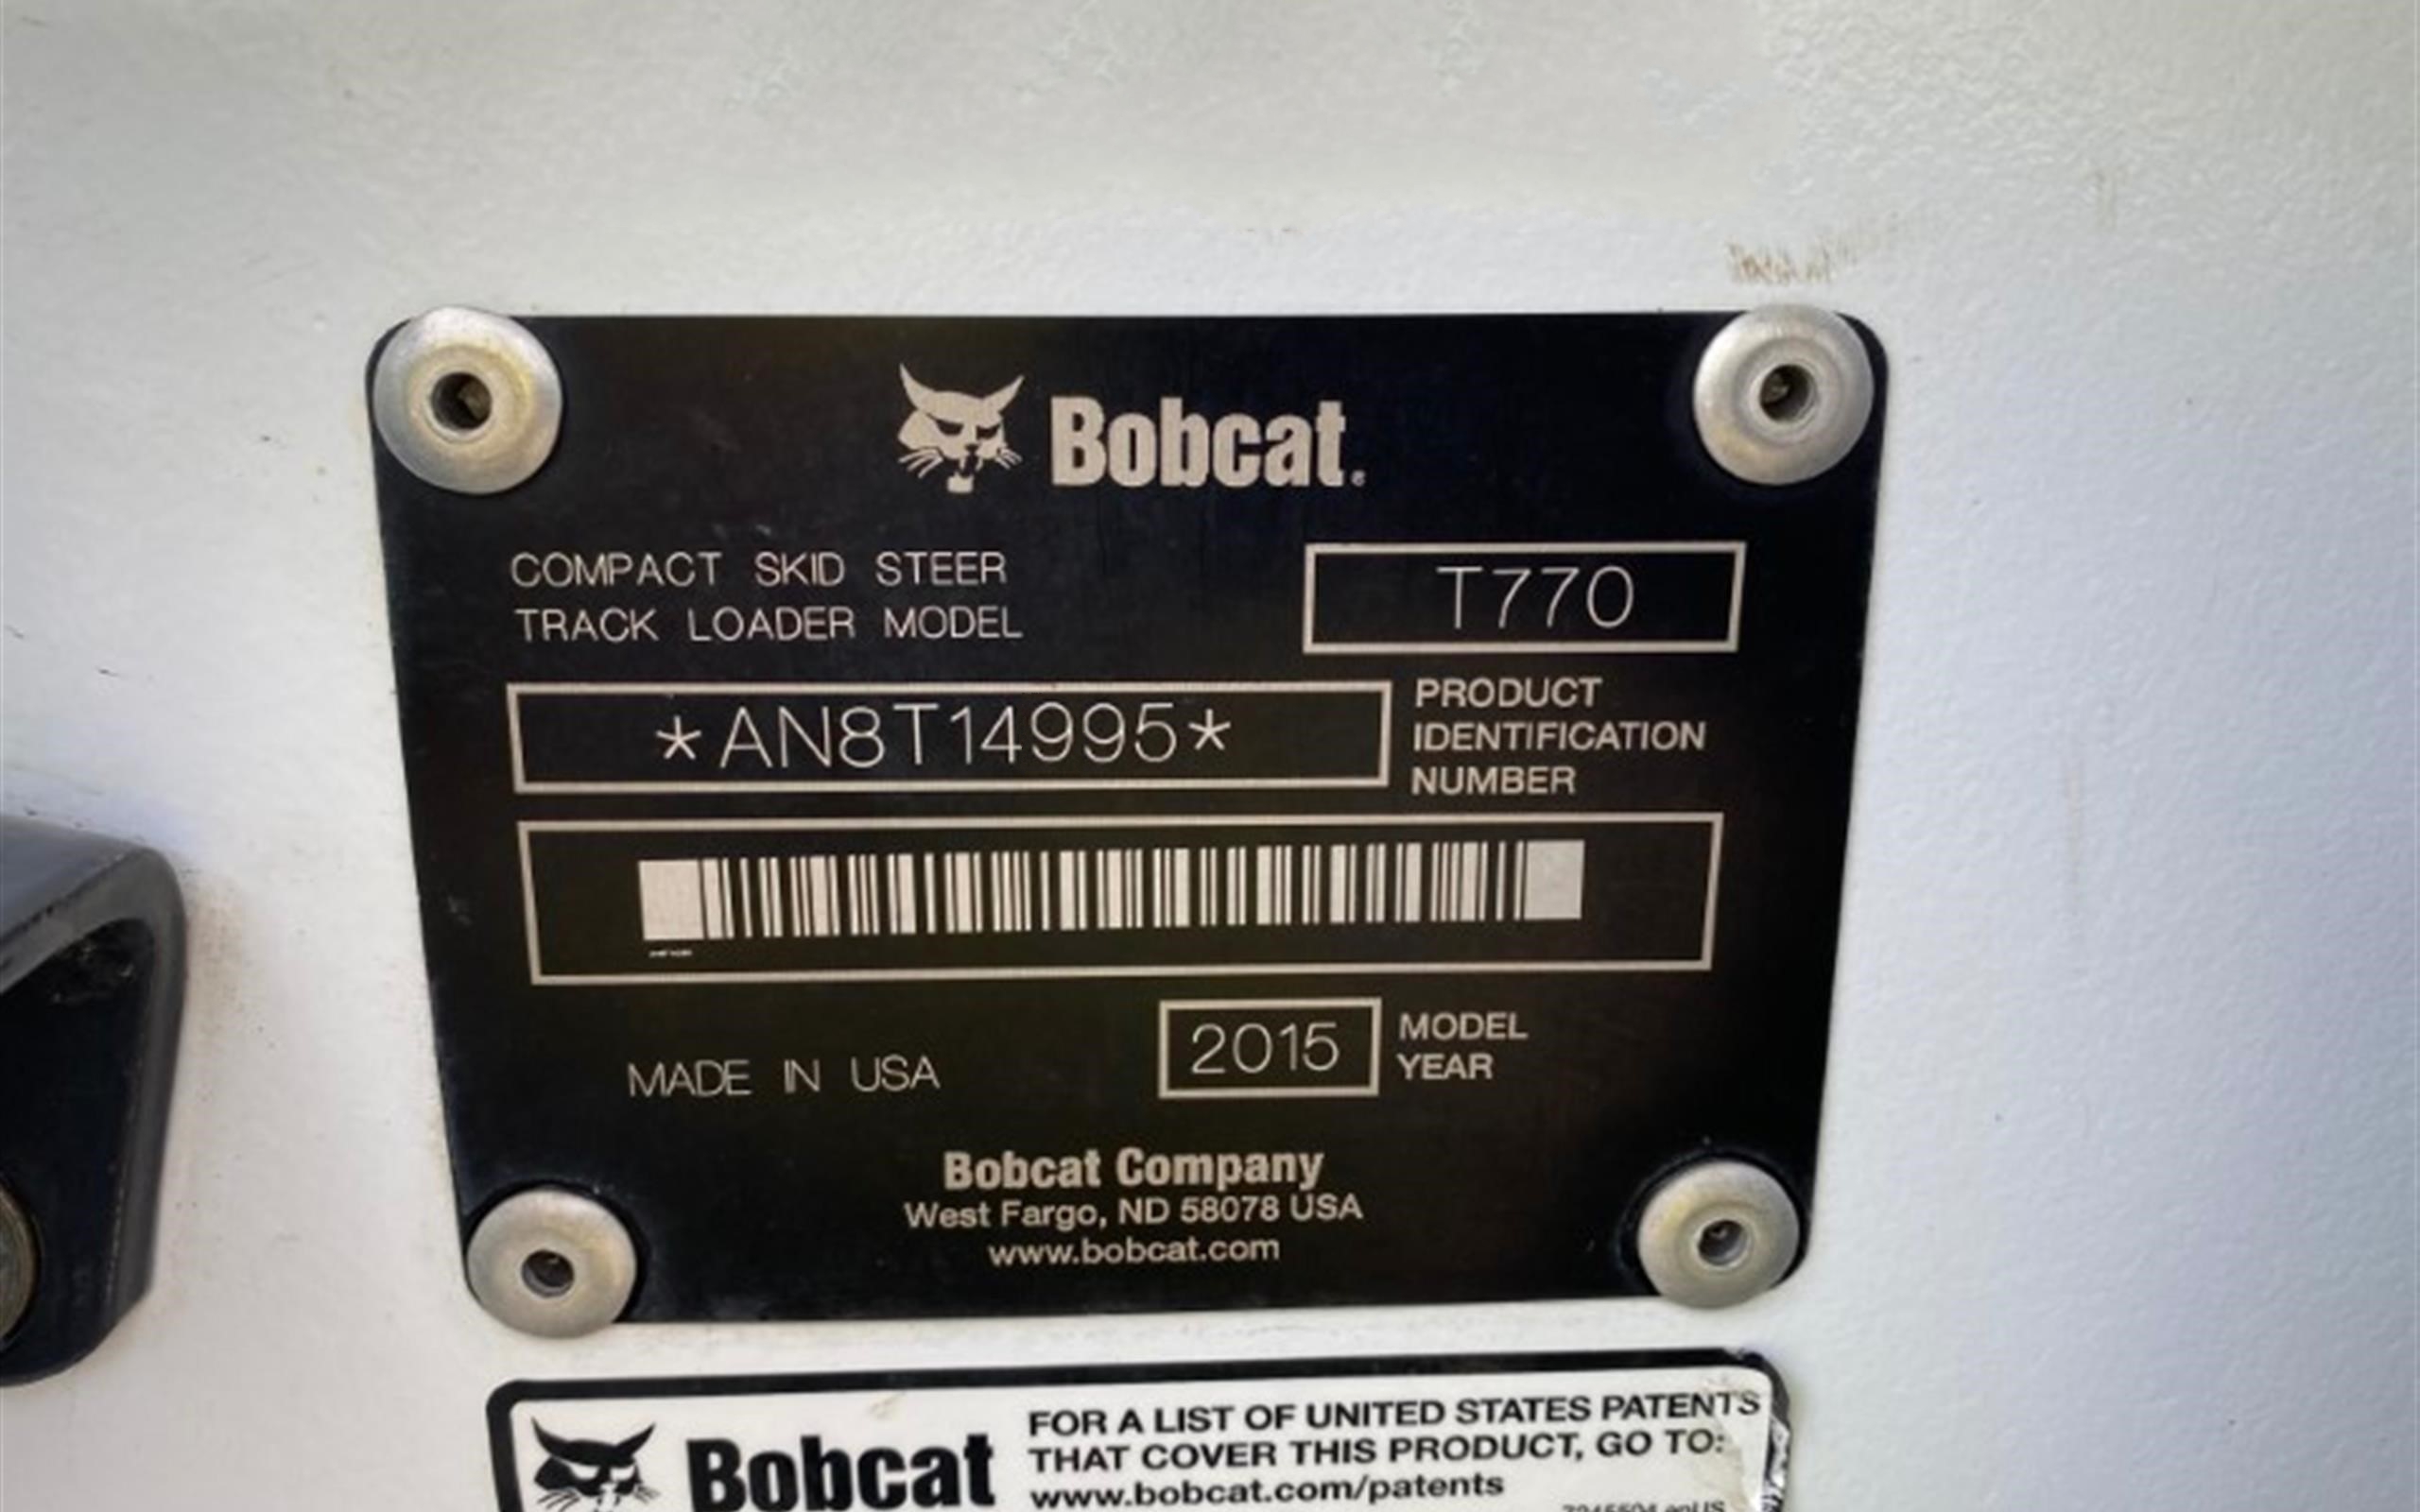 Bobcat.
COMPACT SKID STEER
TRACK LOADER MODEL
T770
*AN8T14995*
PRODUCT
IDENTIFICATION
NUMBER
MADE IN USA
2015
MODEL
YEAR
Bobcat Company
West Fargo, ND 58078 USA
www.bobcat.com
Bobcat
FOR A LIST OF UNITED STATES PATENTS
THAT COVER THIS PRODUCT, GO TO:
www.bobcat.com/patents